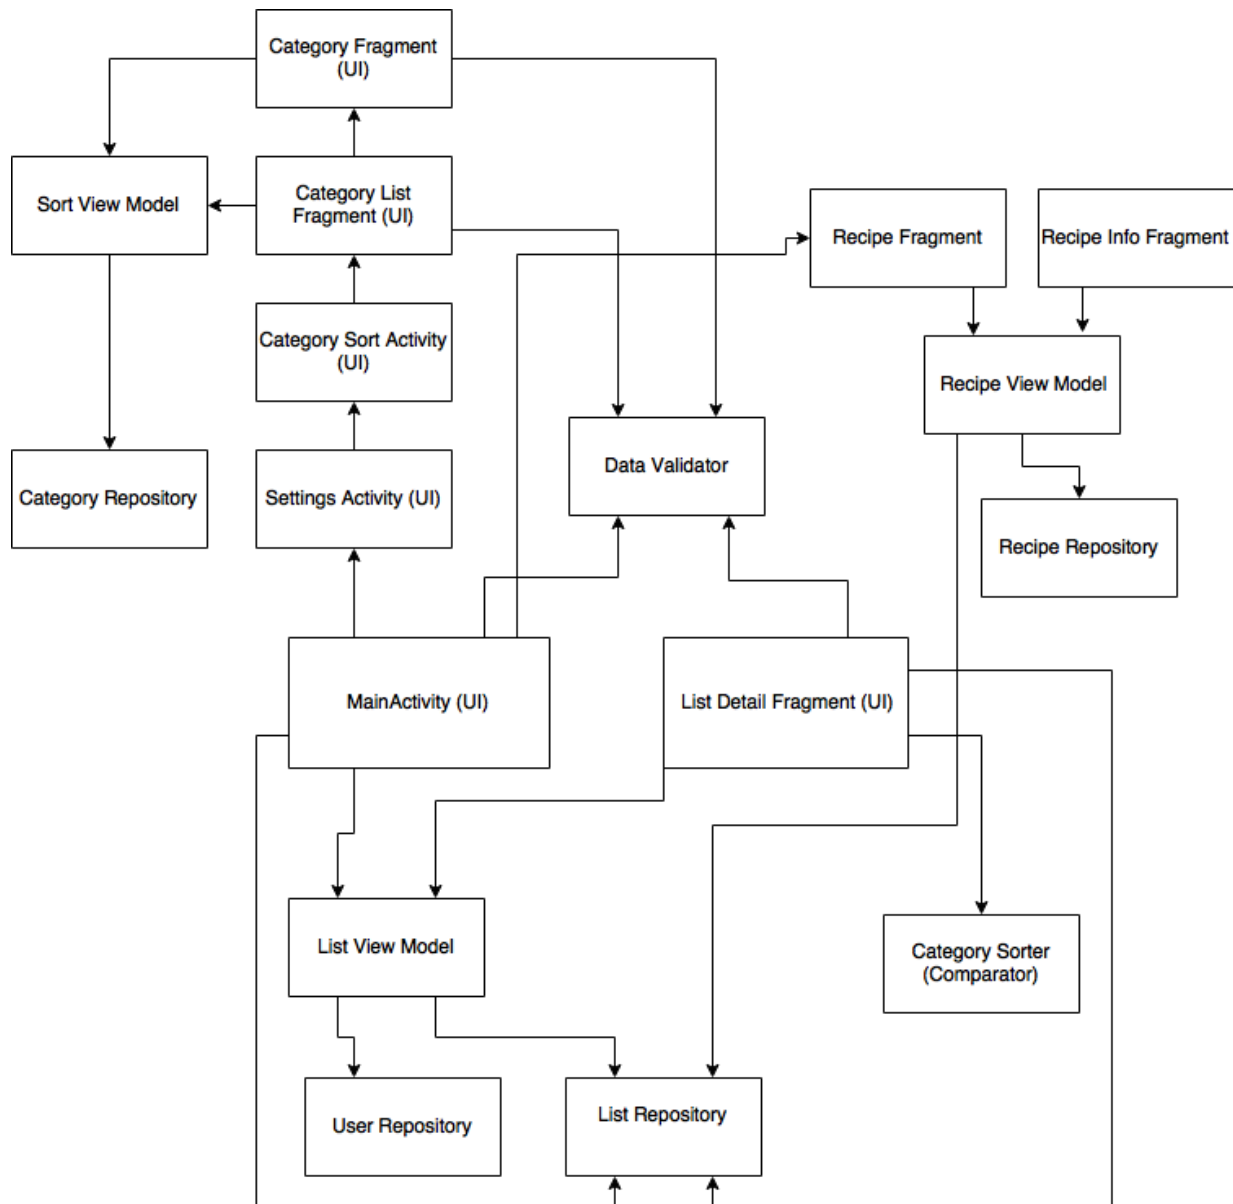 Category Fragment
(UI)
Sort View Model
Category List
Fragment (UI)
Recipe Fragment
Recipe Info Fragment
Category Sort Activity
(UI)
Recipe View Model
Data Validator
Category Repository
Settings Activity (UI)
Recipe Repository
MainActivity (UI)
List Detail Fragment (UI)
List View Model
Category Sorter
(Comparator)
User Repository
List Repository